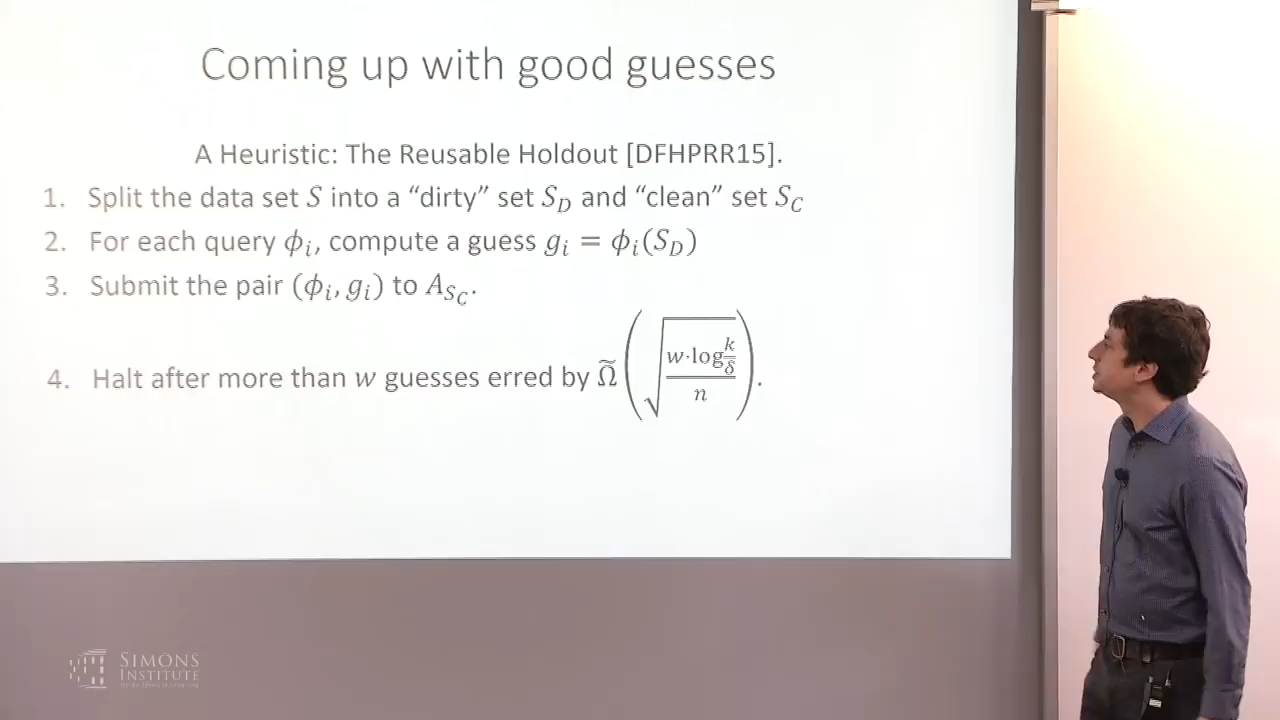 Coming up with good guesses
A Heuristic: The Reusable Holdout [DFHPRR15].
1. Split the data set S into a “dirty” set S_D and “clean” set S_C
2. For each query ϕ_i, compute a guess g_i = ϕ_i(S_D)
3. Submit the pair (ϕ_i, g_i) to A_{S_C}.
4. Halt after more than w guesses erred by Ω̃(√(w·log(k/δ)/n)).
SIMONS
INSTITUTE